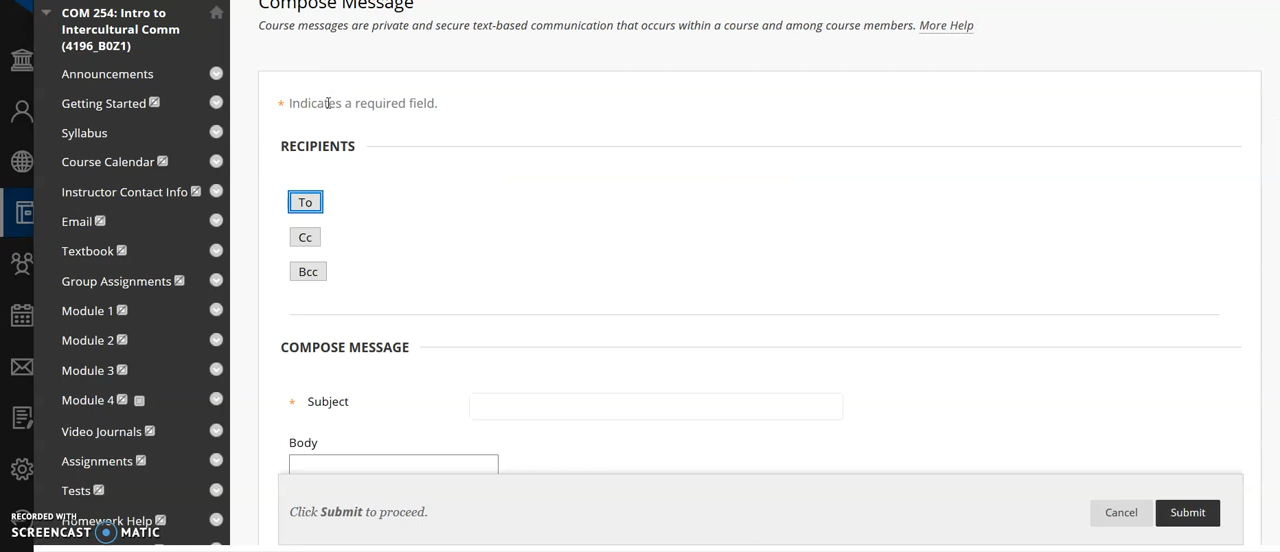 Compose Message
Course messages are private and secure text-based communication that occurs within a course and among course members. More Help
COM 254: Intro to
Intercultural Comm
(4196_B0Z1)
Announcements
Getting Started
Syllabus
Course Calendar
Instructor Contact Info
Email
Textbook
Group Assignments
Module 1
Module 2
Module 3
Module 4
Video Journals
Assignments
Tests
Homework Help
* Indicates a required field.
RECIPIENTS
To
Cc
Bcc
COMPOSE MESSAGE
* Subject
Body
Click Submit to proceed.
Cancel
Submit
RECORDED WITH
SCREENCAST MATIC